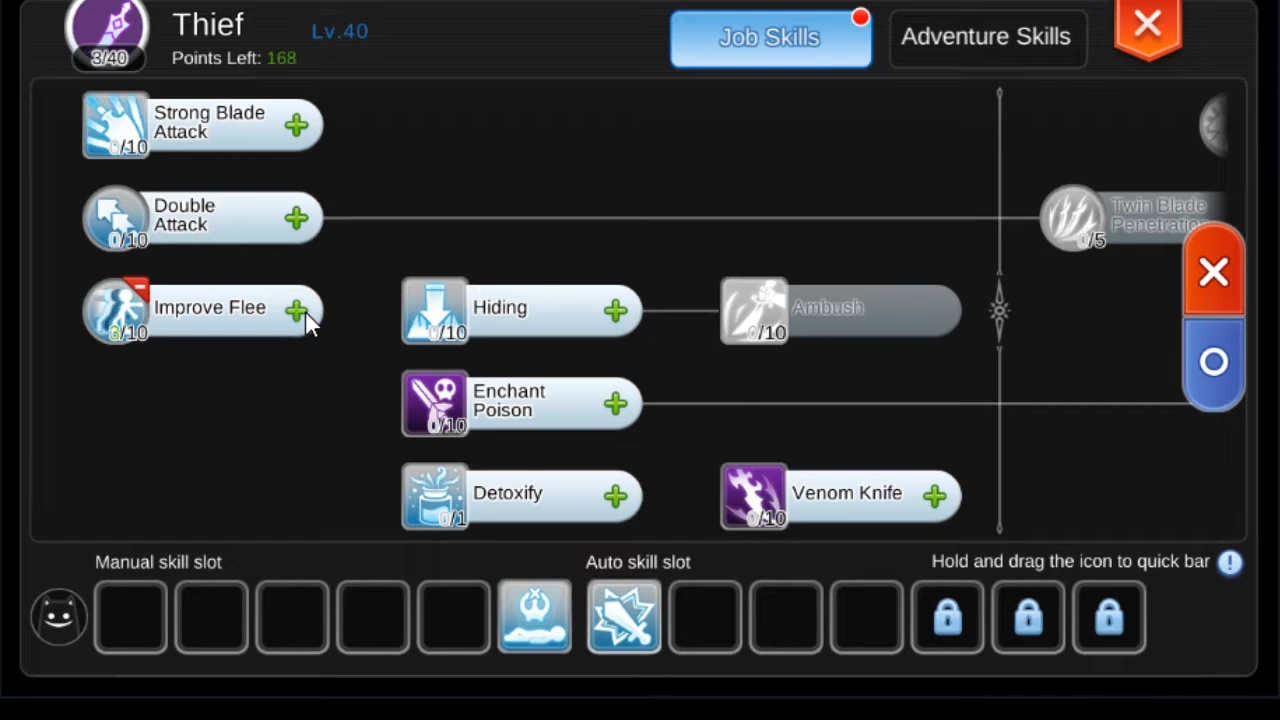 Thief
Lv.40
3/40
Points Left: 168
Job Skills
Adventure Skills
Strong Blade
Attack
0/10
Double
Attack
0/10
Twin Blade
Penetration
0/5
Improve Flee
3/10
Hiding
0/10
Ambush
0/10
Enchant
Poison
0/10
Detoxify
0/1
Venom Knife
0/10
Manual skill slot
Auto skill slot
Hold and drag the icon to quick bar